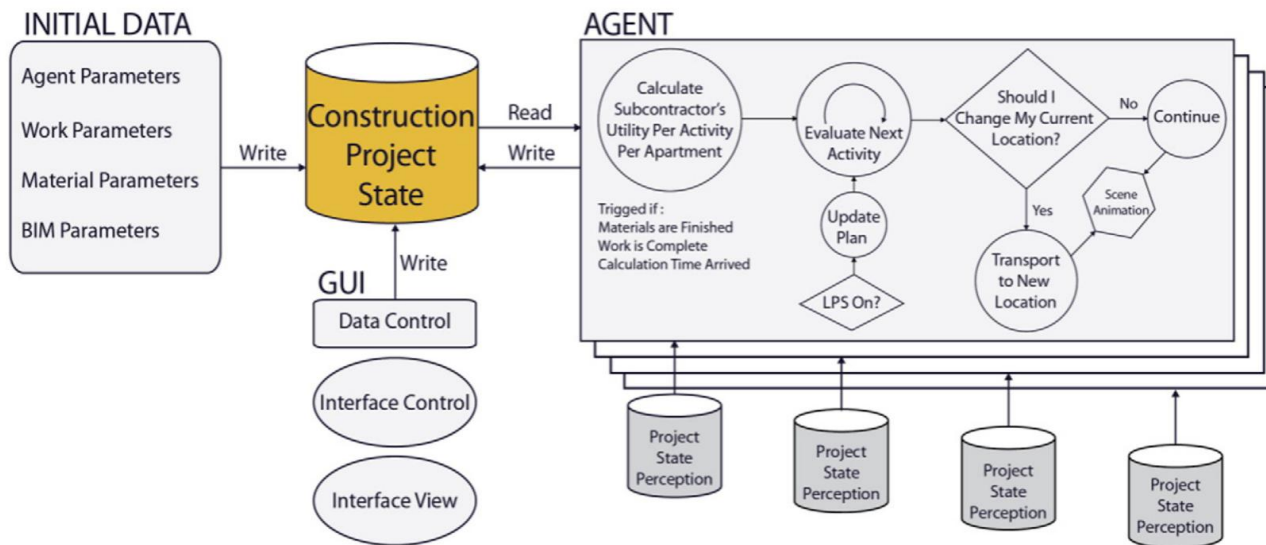 INITIAL DATA
Agent Parameters
Work Parameters
Material Parameters
BIM Parameters
Write
Construction
Project
State
Read
Write
Write
GUI
Data Control
Interface Control
Interface View
AGENT
Calculate
Subcontractor's
Utility Per Activity
Per Apartment
Trigged if :
Materials are Finished
Work is Complete
Calculation Time Arrived
Evaluate Next
Activity
Update
Plan
LPS On?
Should I
Change My Current
Location?
No
Continue
Yes
Scene
Animation
Transport
to New
Location
Project
State
Perception
Project
State
Perception
Project
State
Perception
Project
State
Perception